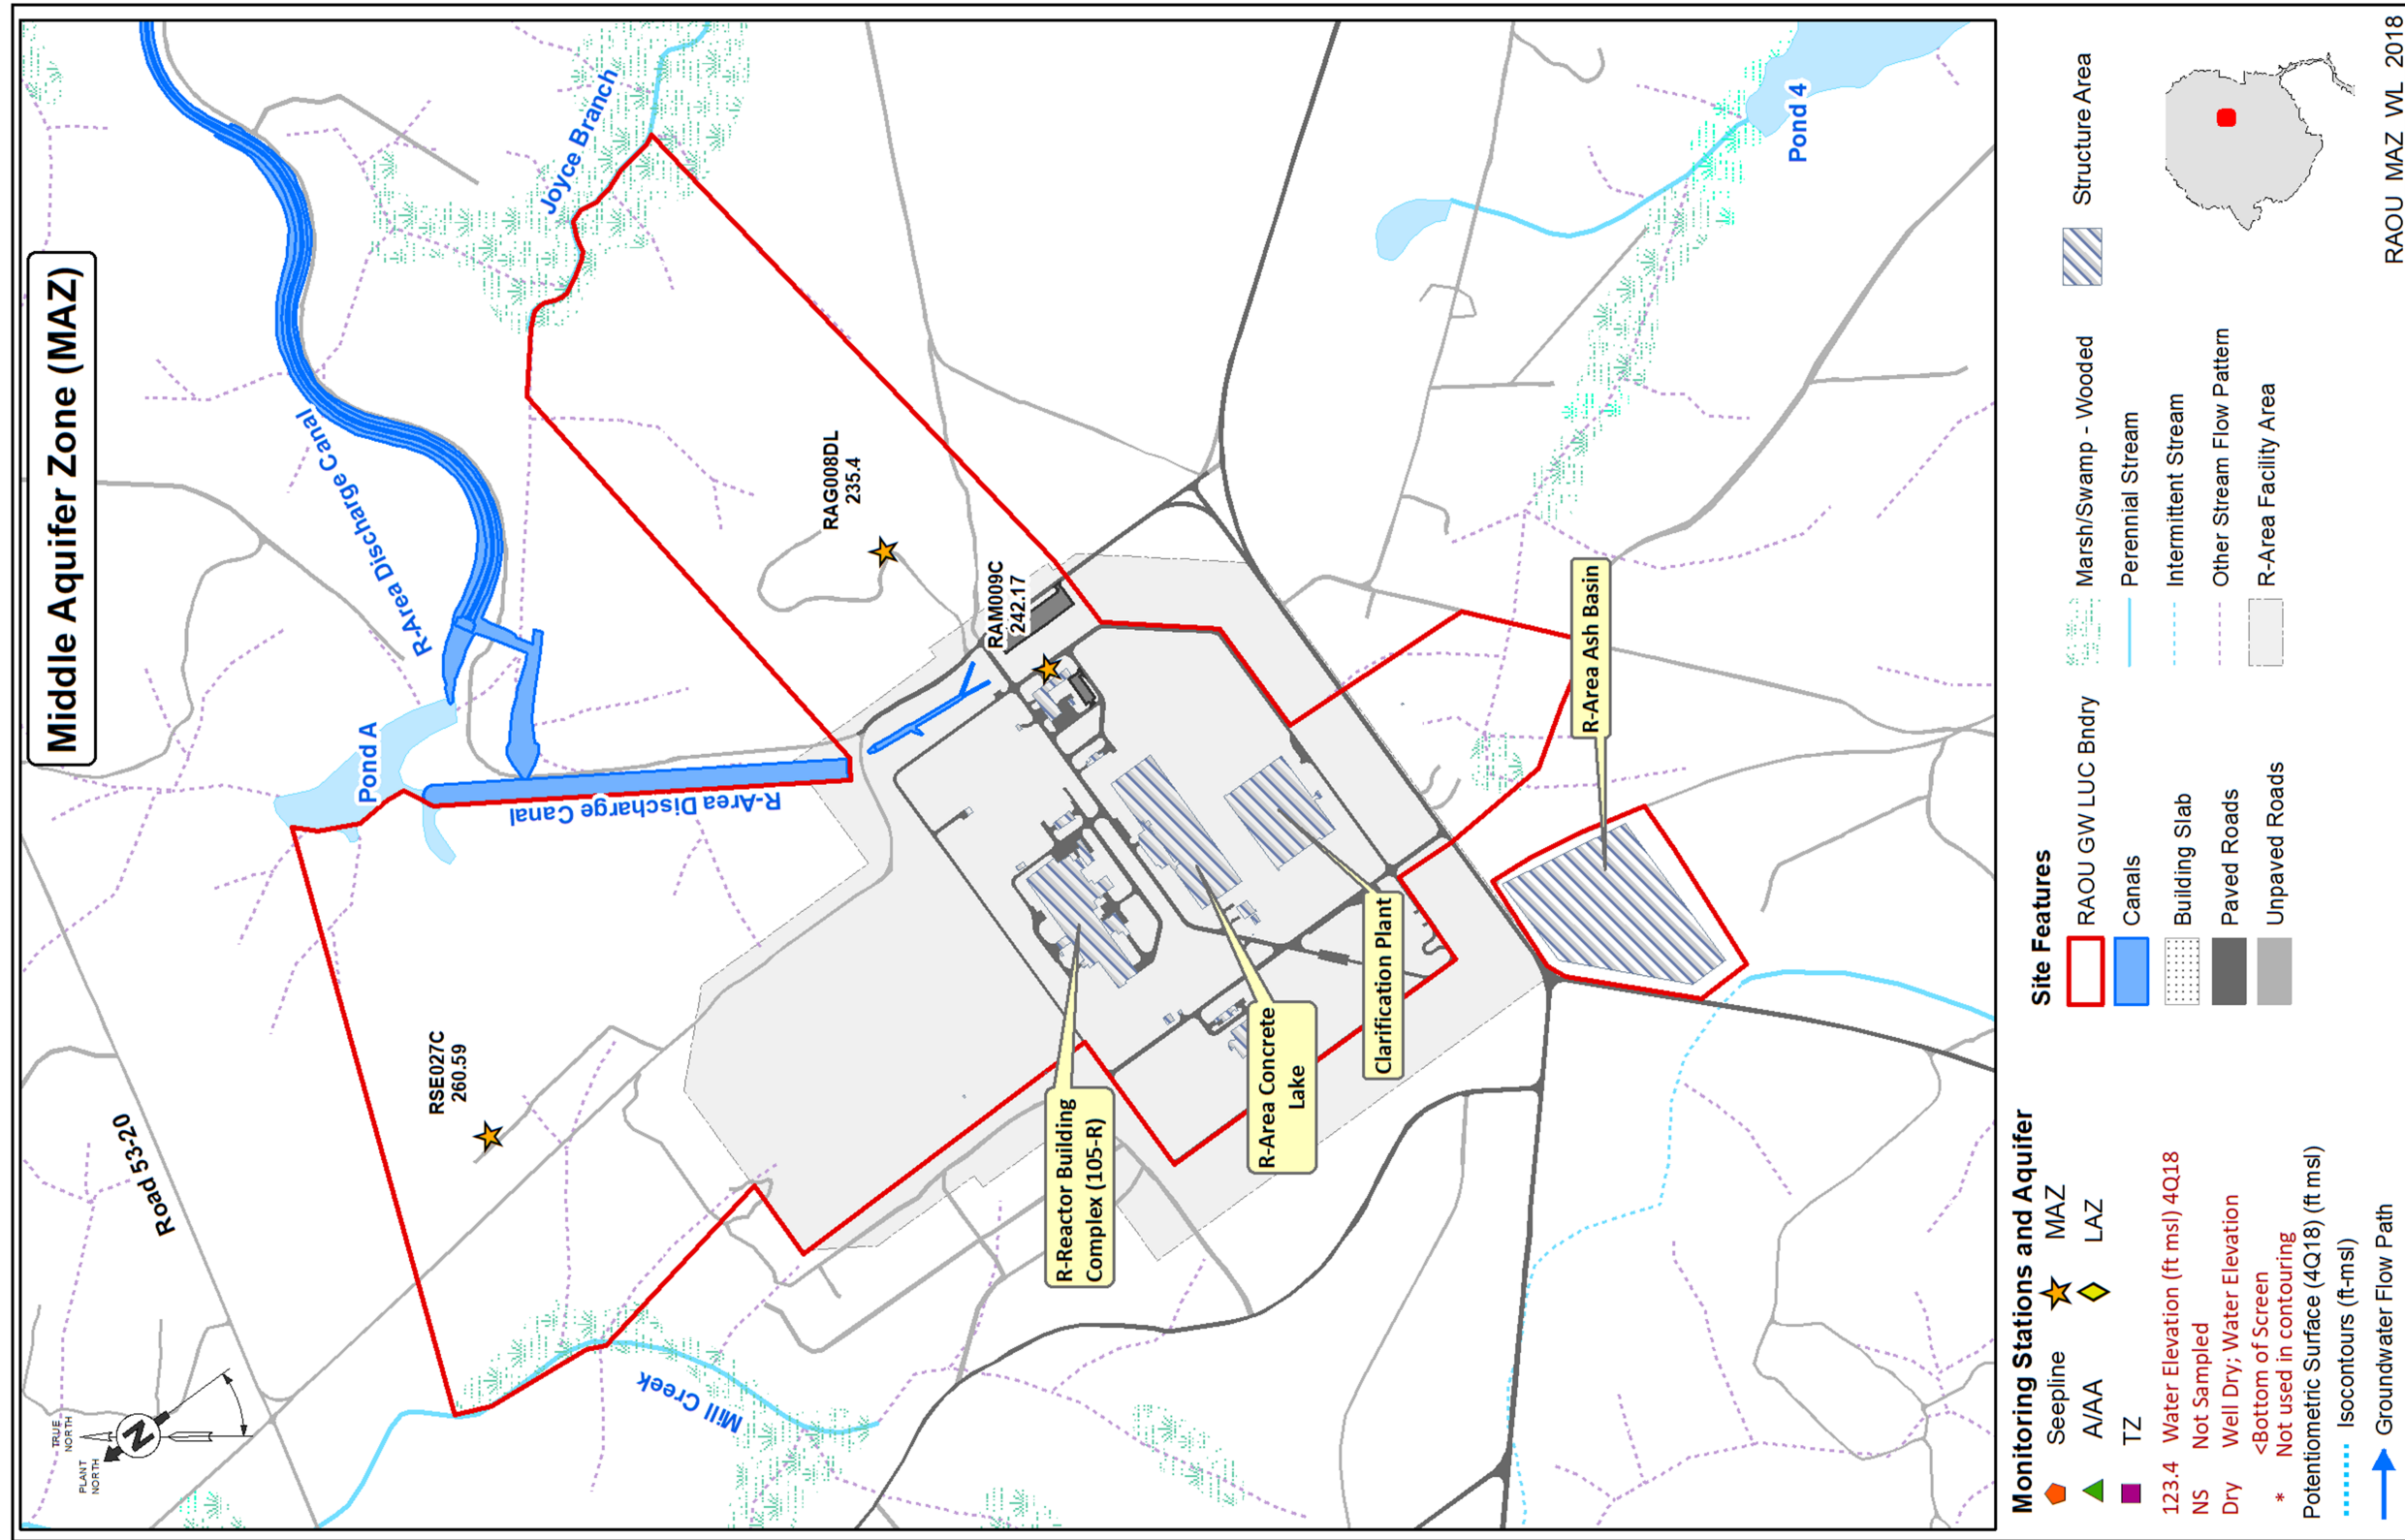 Middle Aquifer Zone (MAZ)
TRUE
NORTH
PLANT
NORTH
N
Road 53-20
R-Area Discharge Canal
Joyce Branch
Pond A
R-Area Discharge Canal
RSE027C
260.59
RAG008DL
235.4
RAM009C
242.17
Mill Creek
R-Reactor Building
Complex (105-R)
R-Area Concrete
Lake
Clarification Plant
R-Area Ash Basin
Pond 4
Monitoring Stations and Aquifer
Seepline
MAZ
A/AA
LAZ
TZ
123.4 Water Elevation (ft msl) 4Q18
NS Not Sampled
Dry Well Dry; Water Elevation
<Bottom of Screen
* Not used in contouring
Potentiometric Surface (4Q18) (ft msl)
Isocontours (ft-msl)
Groundwater Flow Path
Site Features
RAOU GW LUC Bndry
Canals
Building Slab
Paved Roads
Unpaved Roads
Marsh/Swamp - Wooded
Perennial Stream
Intermittent Stream
Other Stream Flow Pattern
R-Area Facility Area
Structure Area
RAOU MAZ WL 2018